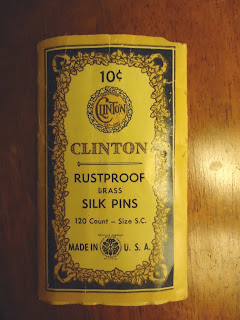 10¢
CLINTON
CLINTON
RUSTPROOF
BRASS
SILK PINS
120 Count – Size S.C.
MADE IN U. S. A.